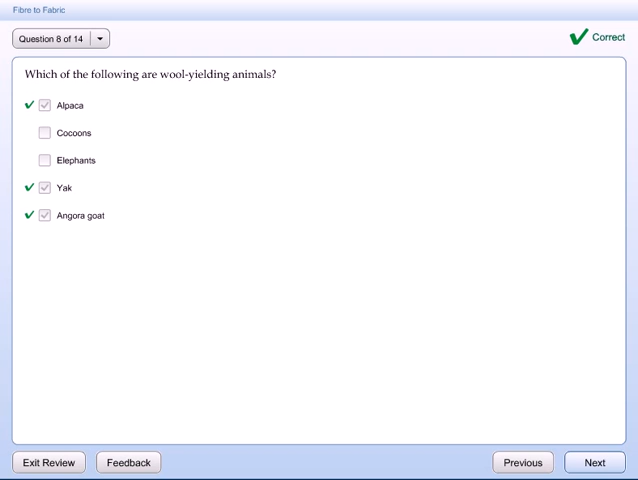 Fibre to Fabric
Question 8 of 14
Correct
Which of the following are wool-yielding animals?
Alpaca
Cocoons
Elephants
Yak
Angora goat
Exit Review
Feedback
Previous
Next